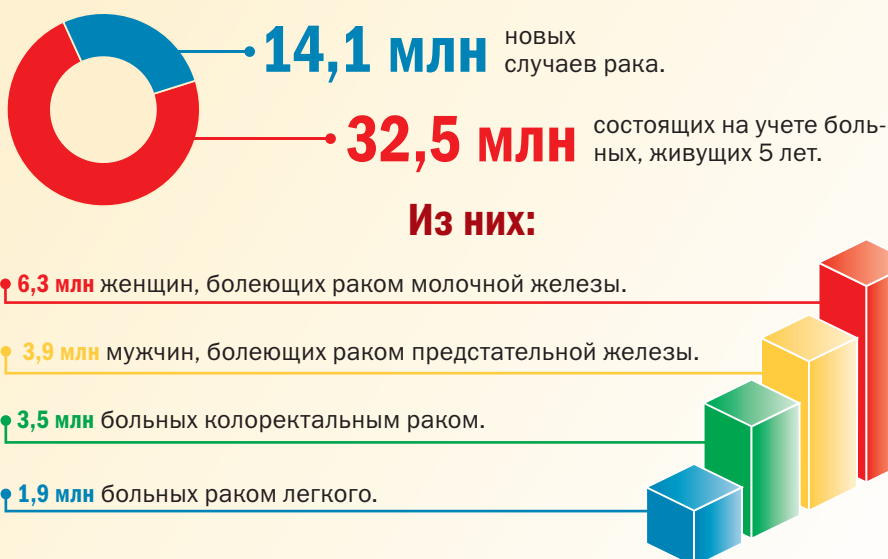 14,1 млн новых
случаев рака.
32,5 млн состоящих на учете боль-
ных, живущих 5 лет.
Из них:
6,3 млн женщин, болеющих раком молочной железы.
3,9 млн мужчин, болеющих раком предстательной железы.
3,5 млн больных колоректальным раком.
1,9 млн больных раком легкого.